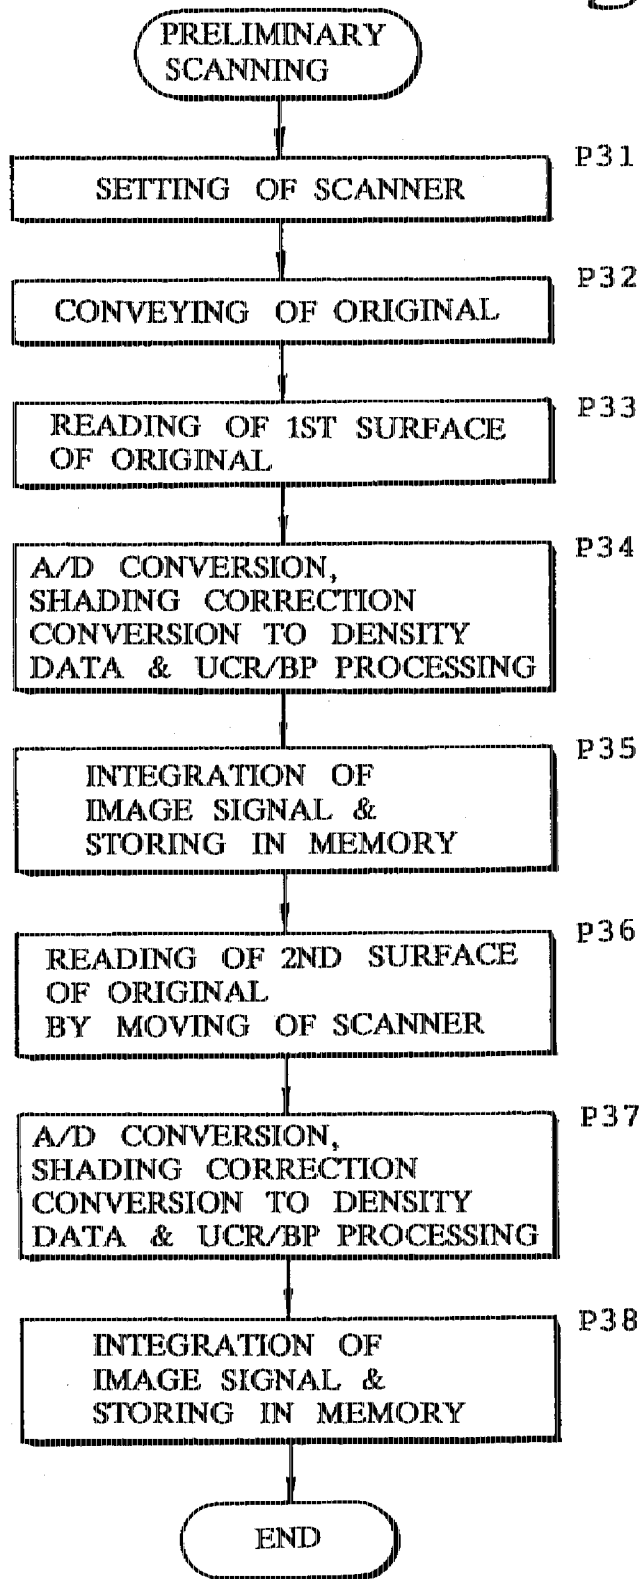 PRELIMINARY
SCANNING
P31
SETTING OF SCANNER
P32
CONVEYING OF ORIGINAL
P33
READING OF 1ST SURFACE
OF ORIGINAL
P34
A/D CONVERSION,
SHADING CORRECTION
CONVERSION TO DENSITY
DATA & UCR/BP PROCESSING
P35
INTEGRATION OF
IMAGE SIGNAL &
STORING IN MEMORY
P36
READING OF 2ND SURFACE
OF ORIGINAL
BY MOVING OF SCANNER
P37
A/D CONVERSION,
SHADING CORRECTION
CONVERSION TO DENSITY
DATA & UCR/BP PROCESSING
P38
INTEGRATION OF
IMAGE SIGNAL &
STORING IN MEMORY
END